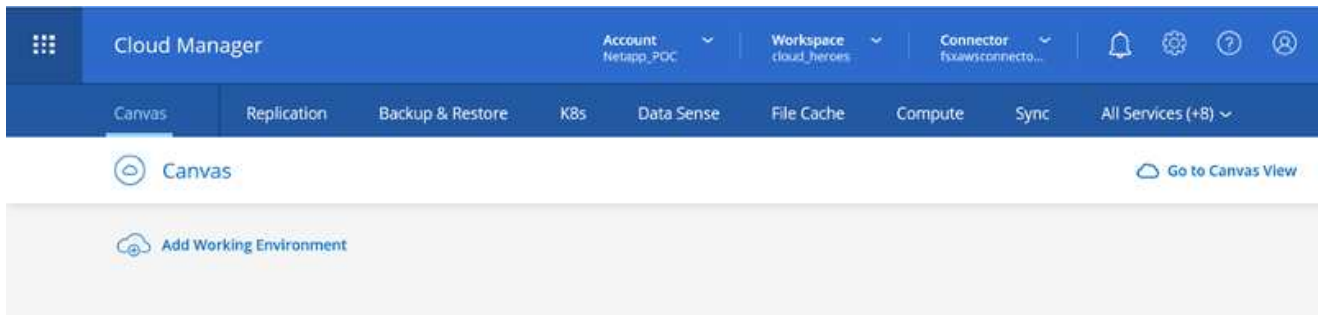 Cloud Manager
Account
Netapp_POC
Workspace
cloud_heroes
Connector
fsxawsconnecto...
Canvas Replication Backup & Restore K8s Data Sense File Cache Compute Sync All Services (+8)
Canvas
Go to Canvas View
Add Working Environment